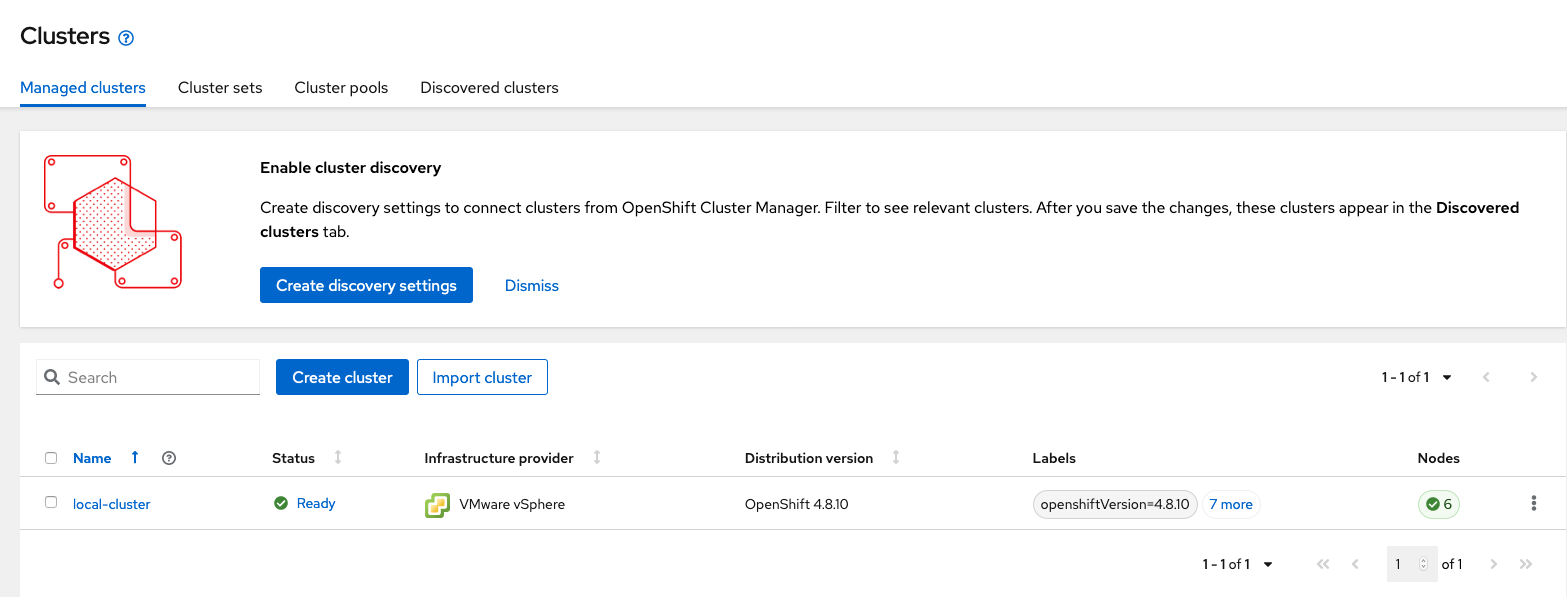 Clusters
Managed clusters Cluster sets Cluster pools Discovered clusters
Enable cluster discovery
Create discovery settings to connect clusters from OpenShift Cluster Manager. Filter to see relevant clusters. After you save the changes, these clusters appear in the Discovered
clusters tab.
Create discovery settings Dismiss
Search Create cluster Import cluster 1 - 1 of 1
Name Status Infrastructure provider Distribution version Labels Nodes
local-cluster Ready VMware vSphere OpenShift 4.8.10 openshiftVersion=4.8.10 7 more 6
1 - 1 of 1 1 of 1